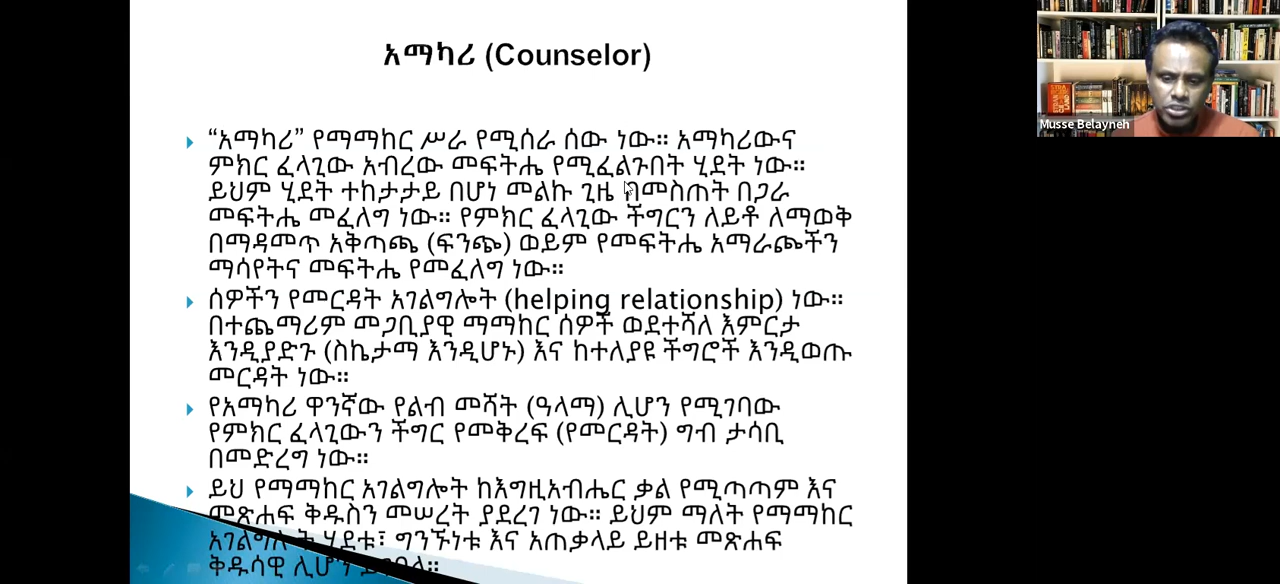 አማካሪ (Counselor)
“አማካሪ” የማማከር ሥራ የሚሰራ ሰው ነው። አማካሪውና
ምክር ፈላጊው አብረው መፍትሔ የሚፈልጉበት ሂደት ነው።
ይህም ሂደት ተከታታይ በሆነ መልኩ ጊዜ በመስጠት በጋራ
መፍትሔ መፈለግ ነው። የምክር ፈላጊው ችግርን ለይቶ ለማወቅ
በማዳመጥ አቅጣጫ (ፍንጭ) ወይም የመፍትሔ አማራጮችን
ማሳየትና መፍትሔ የመፈለግ ነው።
ሰዎችን የመርዳት አገልግሎት (helping relationship) ነው።
በተጨማሪም መጋቢያዊ ማማከር ሰዎች ወደተሻለ እምርታ
እንዲያድጉ (ስኬታማ እንዲሆኑ) እና ከተለያዩ ችግሮች እንዲወጡ
መርዳት ነው።
የአማካሪ ዋንኛው የልብ መሻት (ዓላማ) ሊሆን የሚገባው
የምክር ፈላጊውን ችግር የመቅረፍ (የመርዳት) ግብ ታሳቢ
በመድረግ ነው።
ይህ የማማከር አገልግሎት ከእግዚአብሔር ቃል የሚጣጣም እና
መጽሐፍ ቅዱስን መሠረት ያደረገ ነው። ይህም ማለት የማማከር
አገልግሎት ሂደቱ፣ ግንኙነቱ እና አጠቃላይ ይዘቱ መጽሐፍ
ቅዱሳዊ ሊሆን ይገባል።
Musse Belayneh